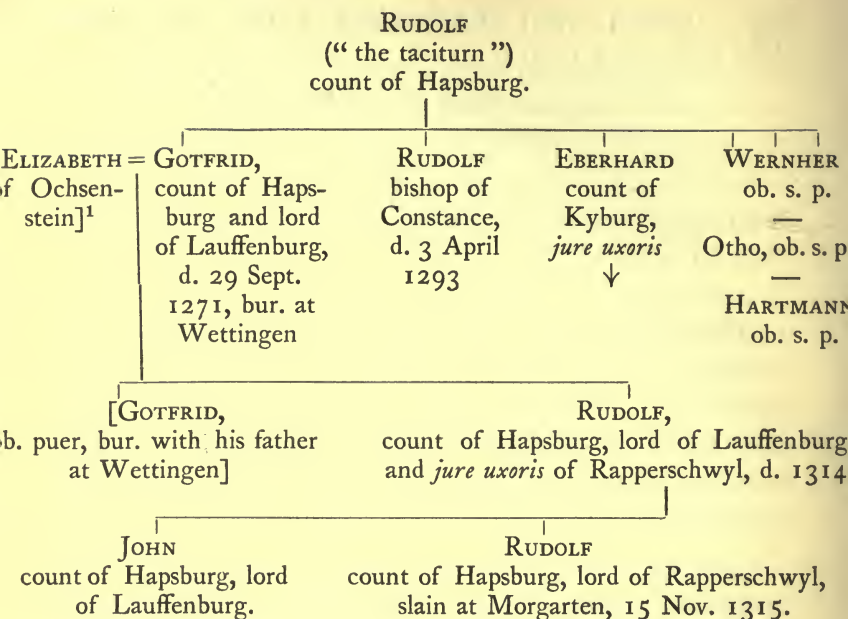 RUDOLF
(“ the taciturn ”)
count of Hapsburg.
ELIZABETH = GOTFRID,
of Ochsen-
stein]¹
count of Haps-
burg and lord
of Lauffenburg,
d. 29 Sept.
1271, bur. at
Wettingen
RUDOLF
bishop of
Constance,
d. 3 April
1293
EBERHARD
count of
Kyburg,
jure uxoris
WERNHER
ob. s. p.
—
Otho, ob. s. p
—
HARTMANN
ob. s. p.
[GOTFRID,
ob. puer, bur. with his father
at Wettingen]
RUDOLF,
count of Hapsburg, lord of Lauffenburg
and jure uxoris of Rapperschwyl, d. 1314
JOHN
count of Hapsburg, lord
of Lauffenburg.
RUDOLF
count of Hapsburg, lord of Rapperschwyl,
slain at Morgarten, 15 Nov. 1315.